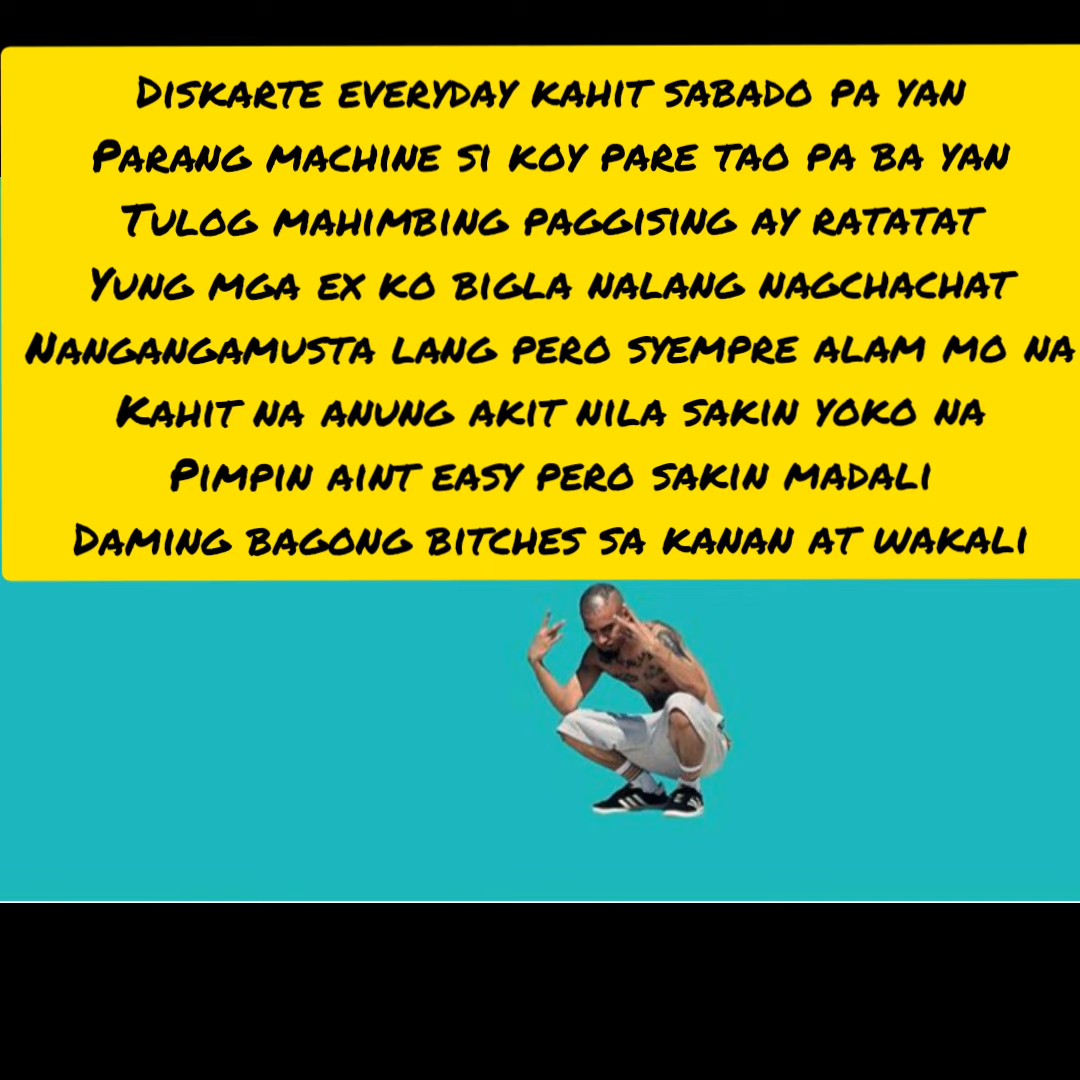 Diskarte everyday kahit sabado pa yan
Parang machine si koy pare tao pa ba yan
Tulog mahimbing paggising ay ratatat
Yung mga ex ko bigla nalang nagchachat
Nangangamusta lang pero syempre alam mo na
Kahit na anung akit nila sakin yoko na
Pimpin aint easy pero sakin madali
Daming bagong bitches sa kanan at wakali